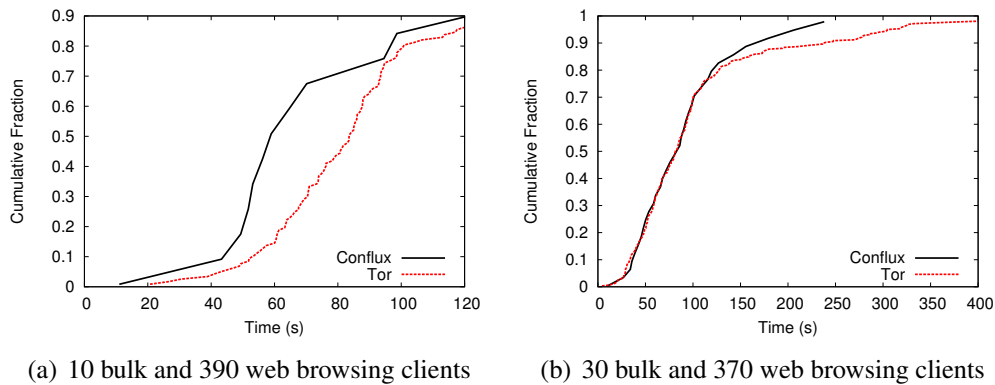 0.9
0.8
0.7
0.6
0.5
0.4
0.3
0.2
0.1
0
Cumulative Fraction
Conflux
Tor
0 20 40 60 80 100 120
Time (s)
(a) 10 bulk and 390 web browsing clients
1
0.9
0.8
0.7
0.6
0.5
0.4
0.3
0.2
0.1
0
Cumulative Fraction
Conflux
Tor
0 50 100 150 200 250 300 350 400
Time (s)
(b) 30 bulk and 370 web browsing clients